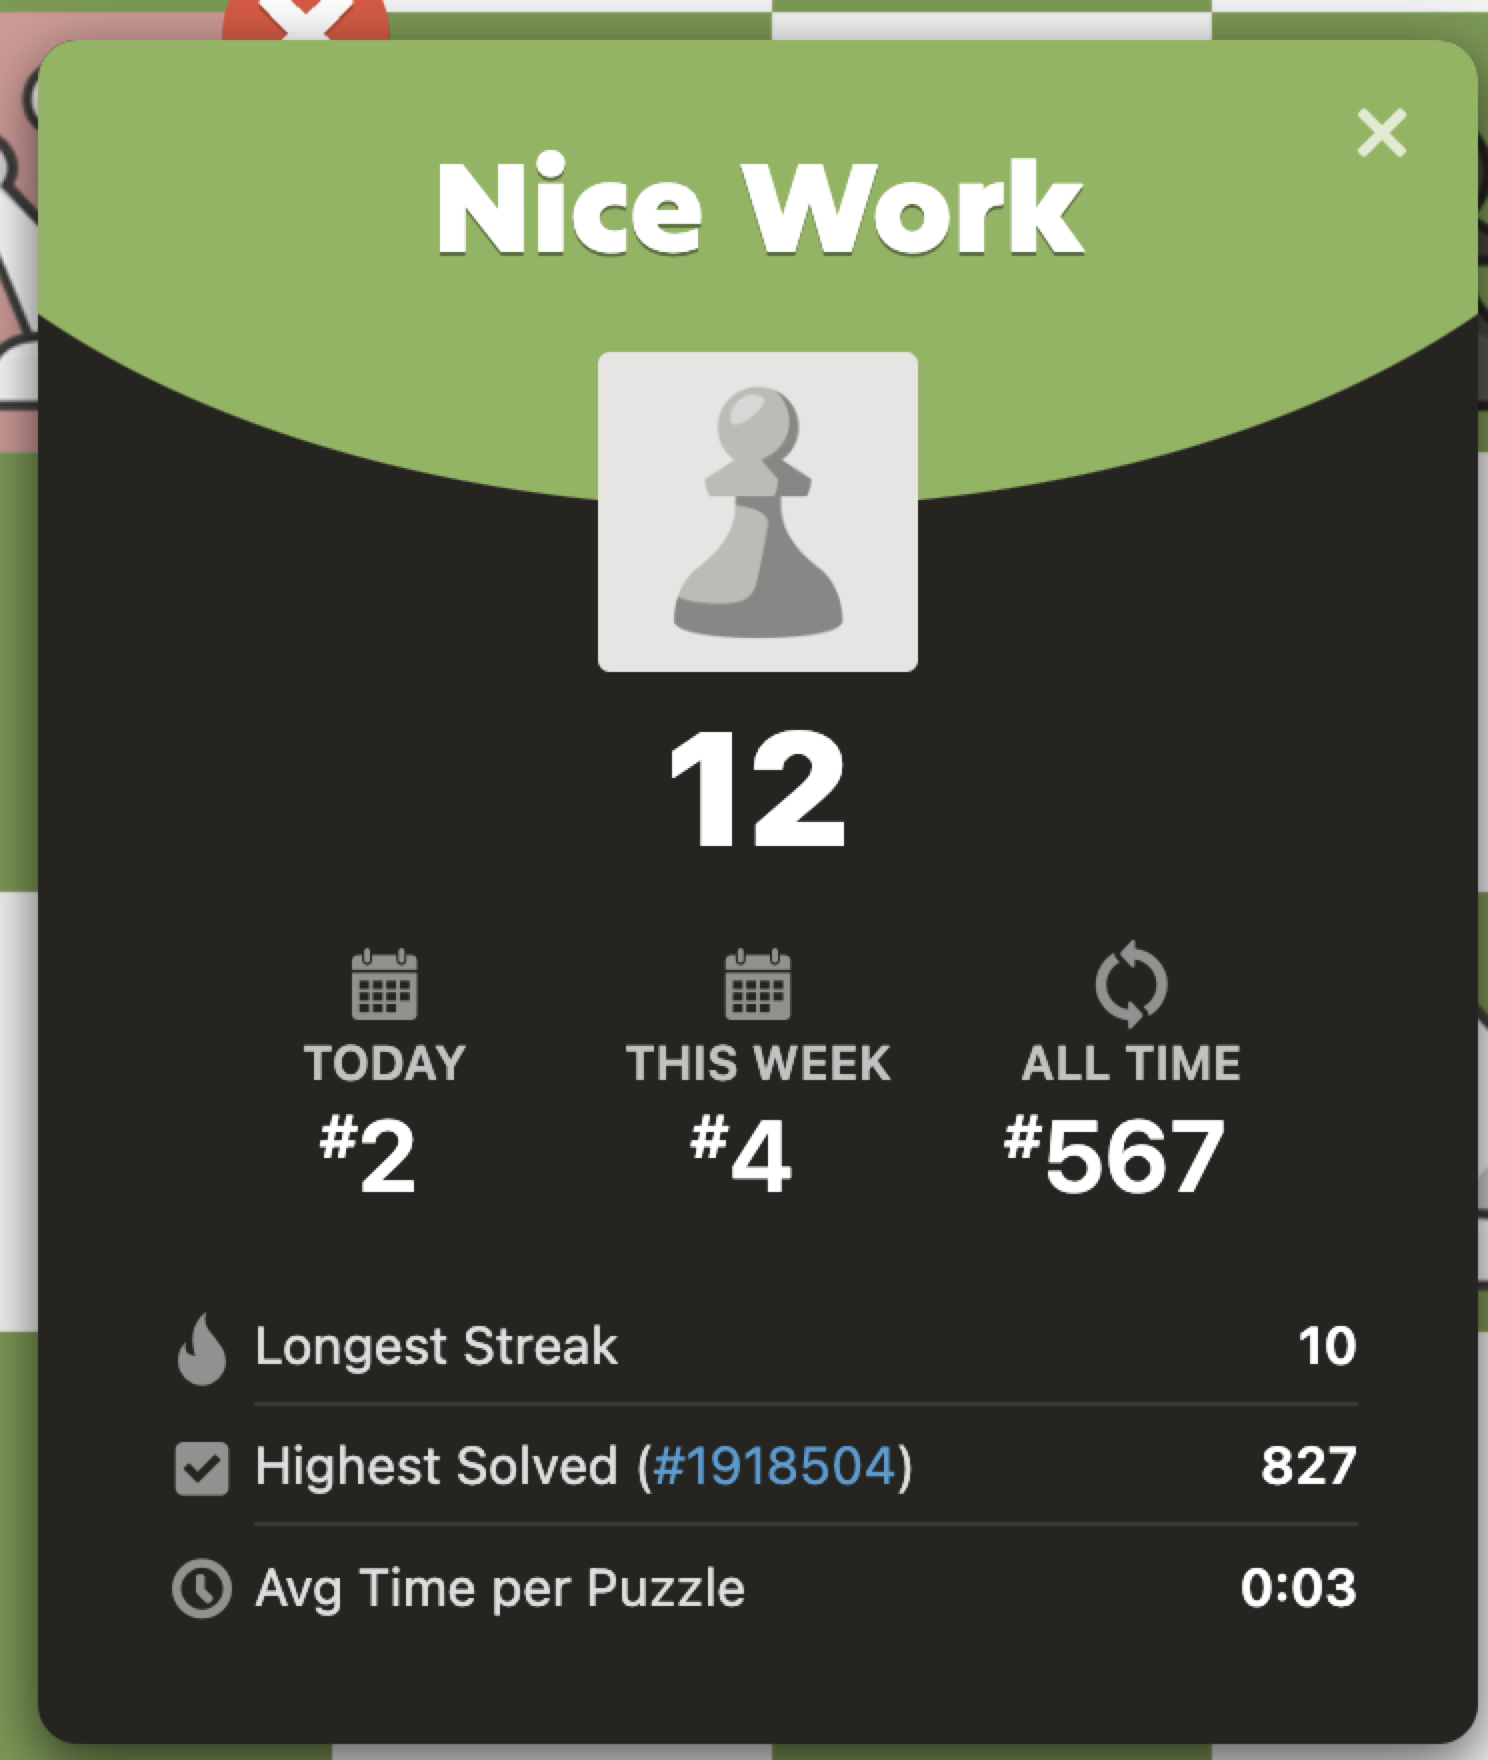 Nice Work
12
TODAY THIS WEEK ALL TIME
#2 #4 #567
Longest Streak 10
Highest Solved (#1918504) 827
Avg Time per Puzzle 0:03